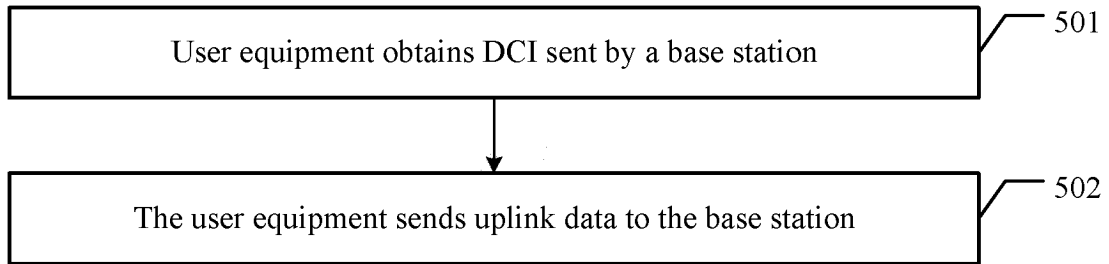 User equipment obtains DCI sent by a base station
501
The user equipment sends uplink data to the base station
502